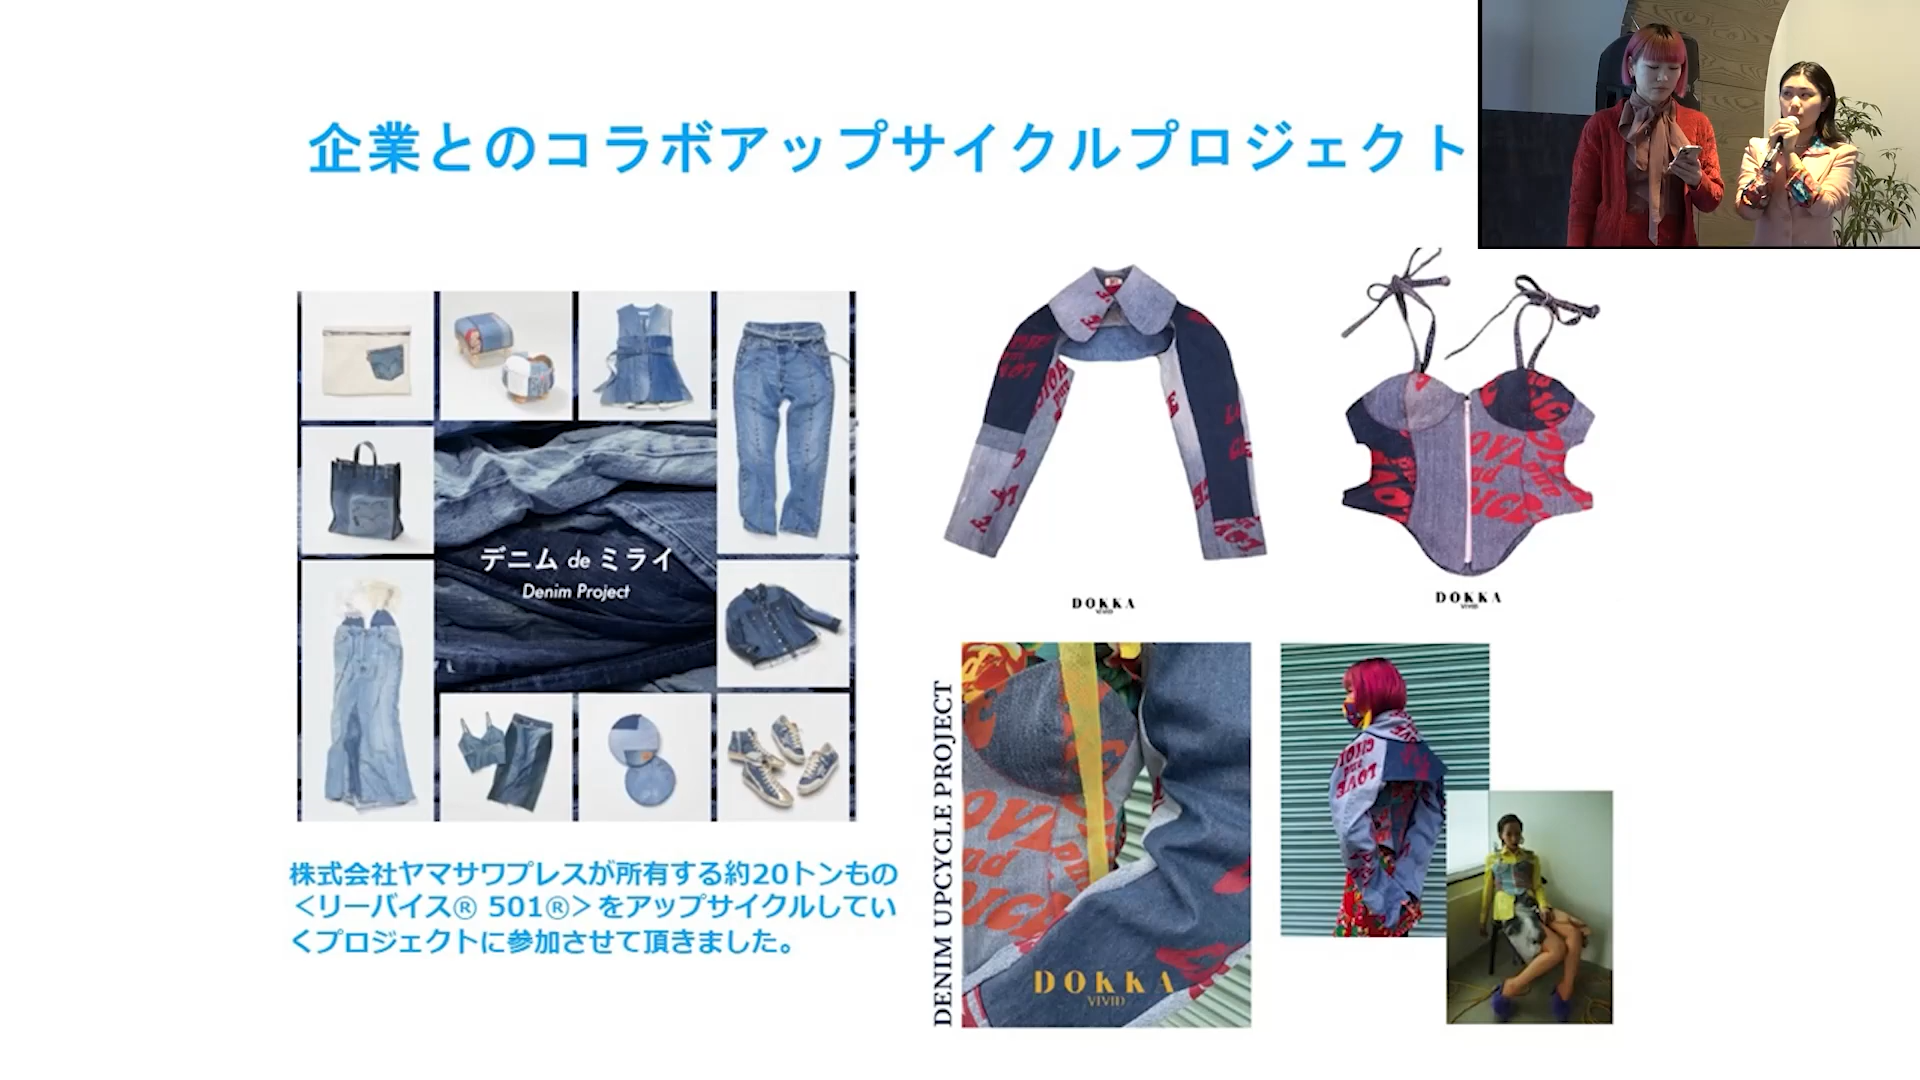 企業とのコラボアップサイクルプロジェクト
デニム de ミライ
Denim Project
株式会社ヤマサワプレスが所有する約20トンもの
＜リーバイス® 501®＞をアップサイクルしてい
くプロジェクトに参加させて頂きました。
DOKKA
VIVID
DOKKA
VIVID
DENIM UPCYCLE PROJECT
DOKKA
VIVID